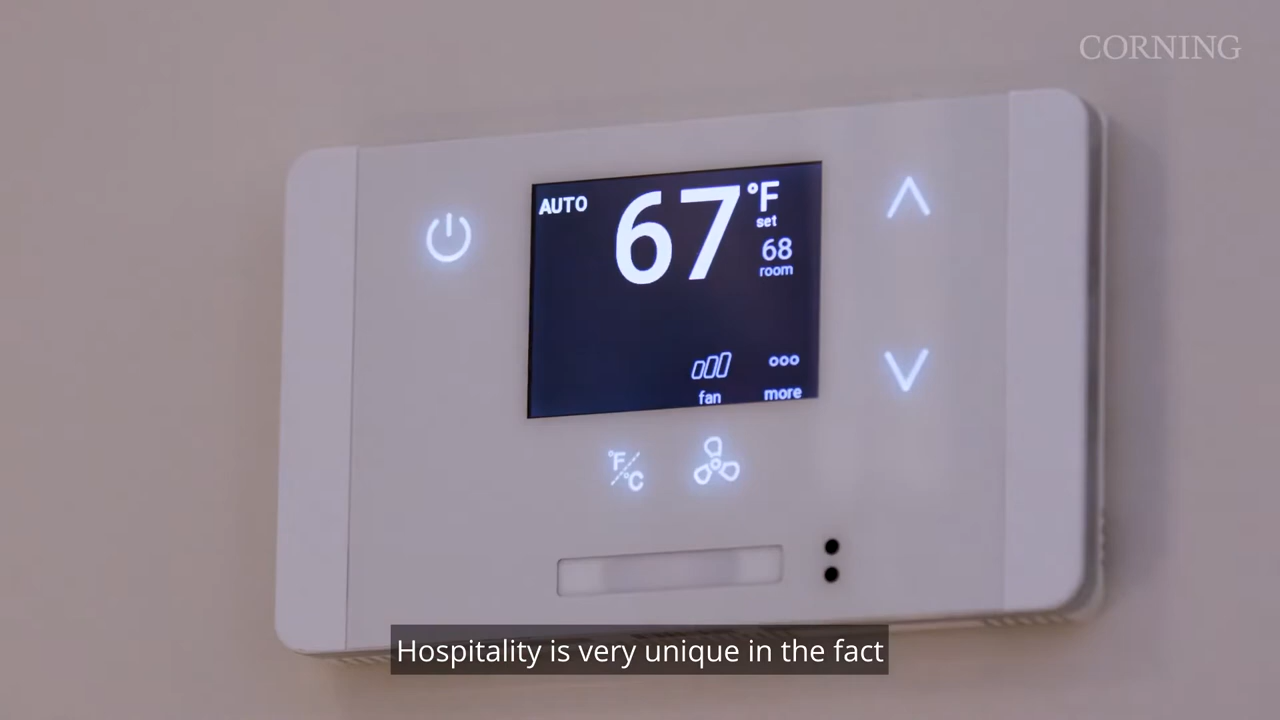 CORNING
AUTO
67°F
set
68
room
fan
more
°F/°C
Hospitality is very unique in the fact